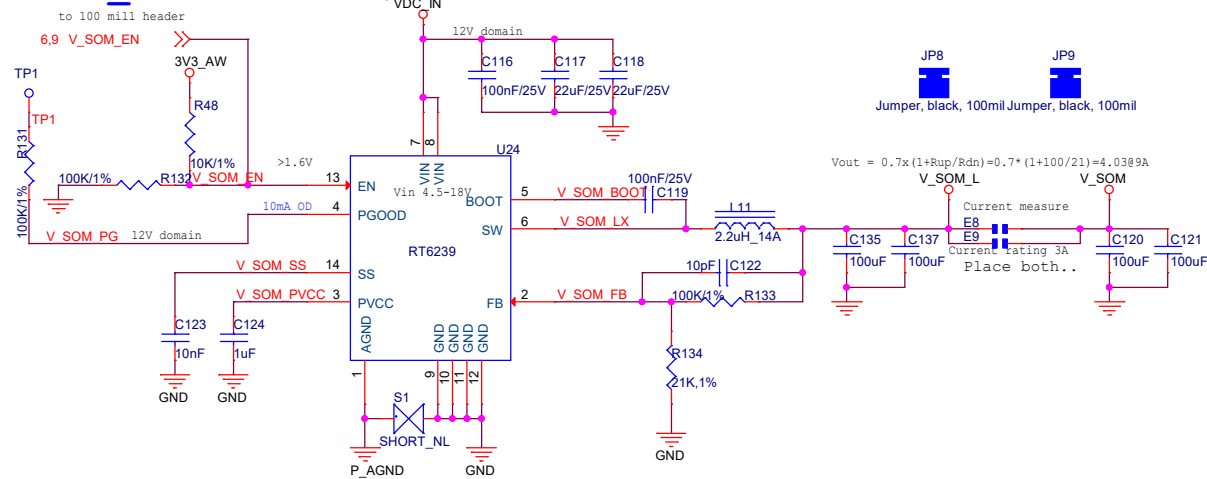 to 100 mill header
6,9 V_SOM_EN
VDC_IN
12V domain
3V3_AW
TP1
TP1
R48
10K/1%
R131
100K/1%
100K/1%
R132
V_SOM_EN
>1.6V
C116
100nF/25V
C117
22uF/25V
C118
22uF/25V
JP8
Jumper, black, 100mil
JP9
Jumper, black, 100mil
U24
7
8
VIN
VIN
Vin 4.5-18V
13
EN
10mA OD
4
PGOOD
V_SOM_PG
12V domain
RT6239
V_SOM_SS
14
SS
V_SOM_PVCC
3
PVCC
BOOT
5
V_SOM_BOOT
100nF/25V
C119
SW
6
V_SOM_LX
L11
2.2uH_14A
10pF
C122
FB
2
V_SOM_FB
100K/1%
R133
R134
21K,1%
GND
AGND
GND
GND
GND
GND
1
9
10
11
12
C123
10nF
GND
C124
1uF
GND
S1
SHORT_NL
P_AGND
GND
Vout = 0.7x(1+Rup/Rdn)=0.7*(1+100/21)=4.03@9A
V_SOM_L
V_SOM
Current measure
E8
E9
Current rating 3A
Place both..
C135
100uF
C137
100uF
C120
100uF
C121
100uF